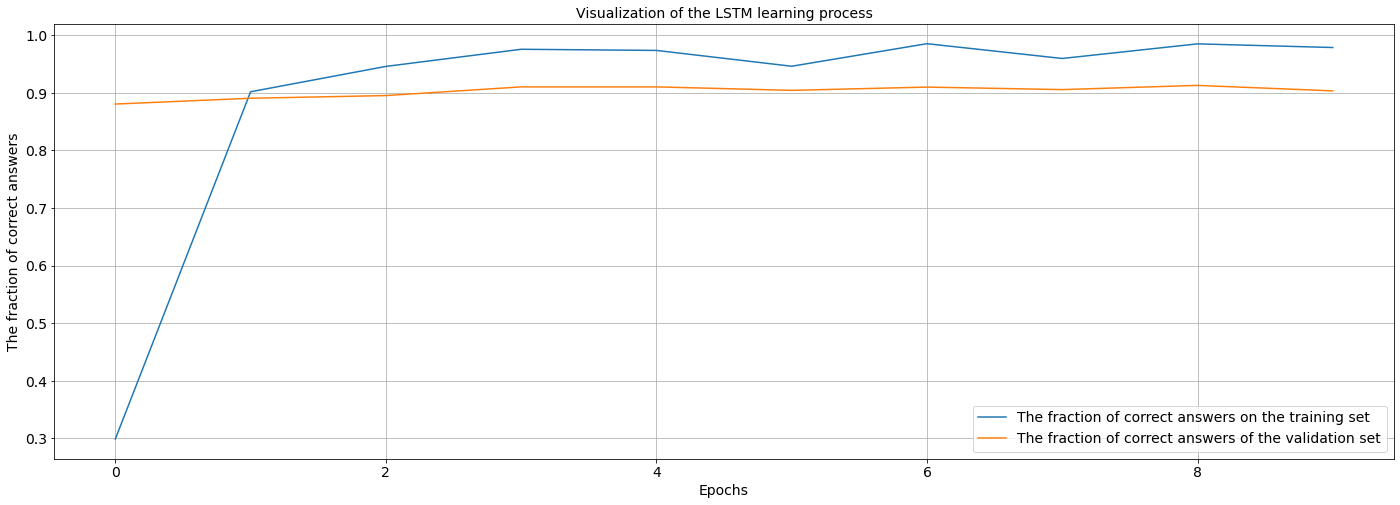 Visualization of the LSTM learning process
The fraction of correct answers
1.0
0.9
0.8
0.7
0.6
0.5
0.4
0.3
The fraction of correct answers on the training set
The fraction of correct answers of the validation set
0 2 4 6 8
Epochs